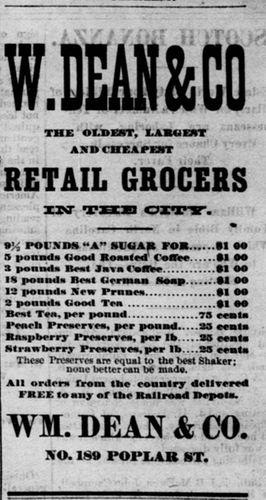 W. DEAN & CO
THE OLDEST, LARGEST
AND CHEAPEST
RETAIL GROCERS
IN THE CITY.
9½ POUNDS "A" SUGAR FOR.....$1 00
5 pounds Good Roasted Coffee.....$1 00
3 pounds Best Java Coffee.....$1 00
18 pounds Best German Soap.....$1 00
12 pounds New Prunes.....$1 00
2 pounds Good Tea.....$1 00
Best Tea, per pound.....75 cents
Peach Preserves, per pound....25 cents
Raspberry Preserves, per lb....25 cents
Strawberry Preserves, per lb....25 cents
These Preserves are equal to the best Shaker;
none better can be made.
All orders from the country delivered
FREE to any of the Railroad Depots.
WM. DEAN & CO.
NO. 189 POPLAR ST.